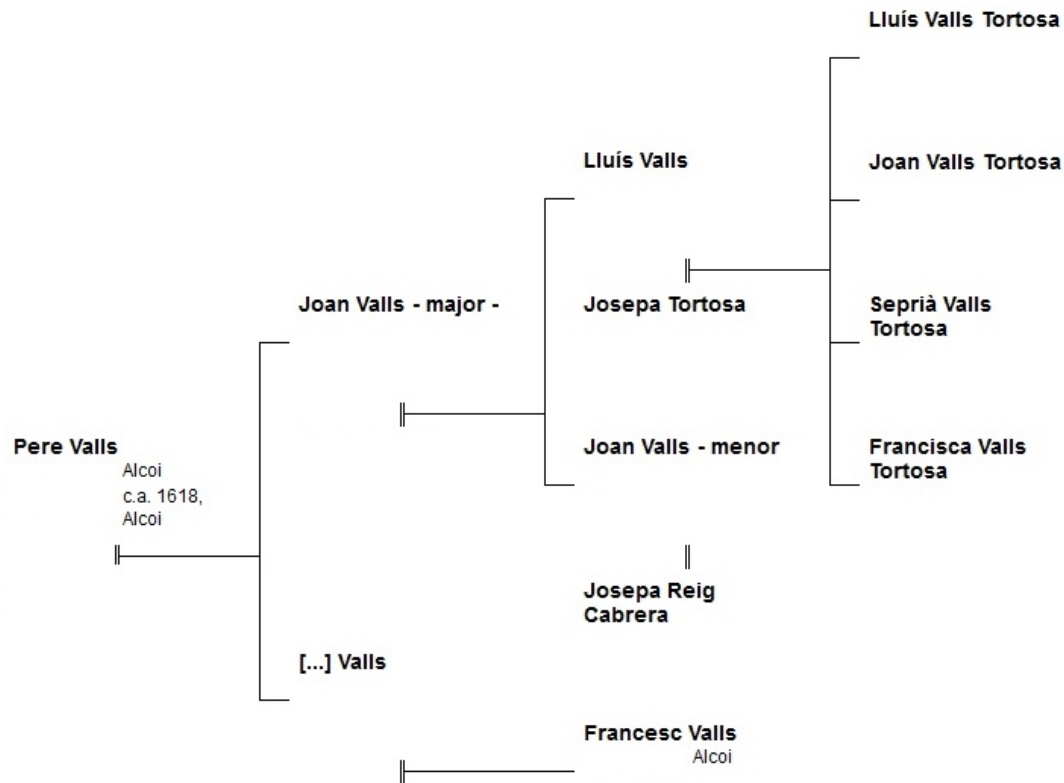 Lluís Valls Tortosa
Lluís Valls
Joan Valls Tortosa
Joan Valls - major -
Josepa Tortosa
Seprià Valls
Tortosa
Pere Valls
Alcoi
c.a. 1618,
Alcoi
Joan Valls - menor
Francisca Valls
Tortosa
Josepa Reig
Cabrera
[...] Valls
Francesc Valls
Alcoi